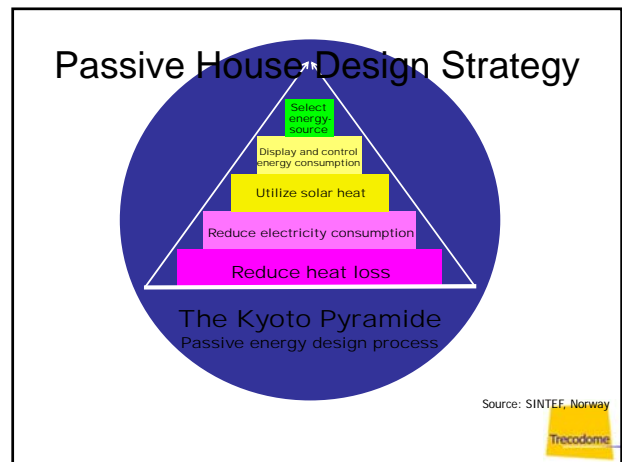 Passive House Design Strategy
Select
energy-
source
Display and control
energy consumption
Utilize solar heat
Reduce electricity consumption
Reduce heat loss
The Kyoto Pyramide
Passive energy design process
Source: SINTEF, Norway
Trecodome